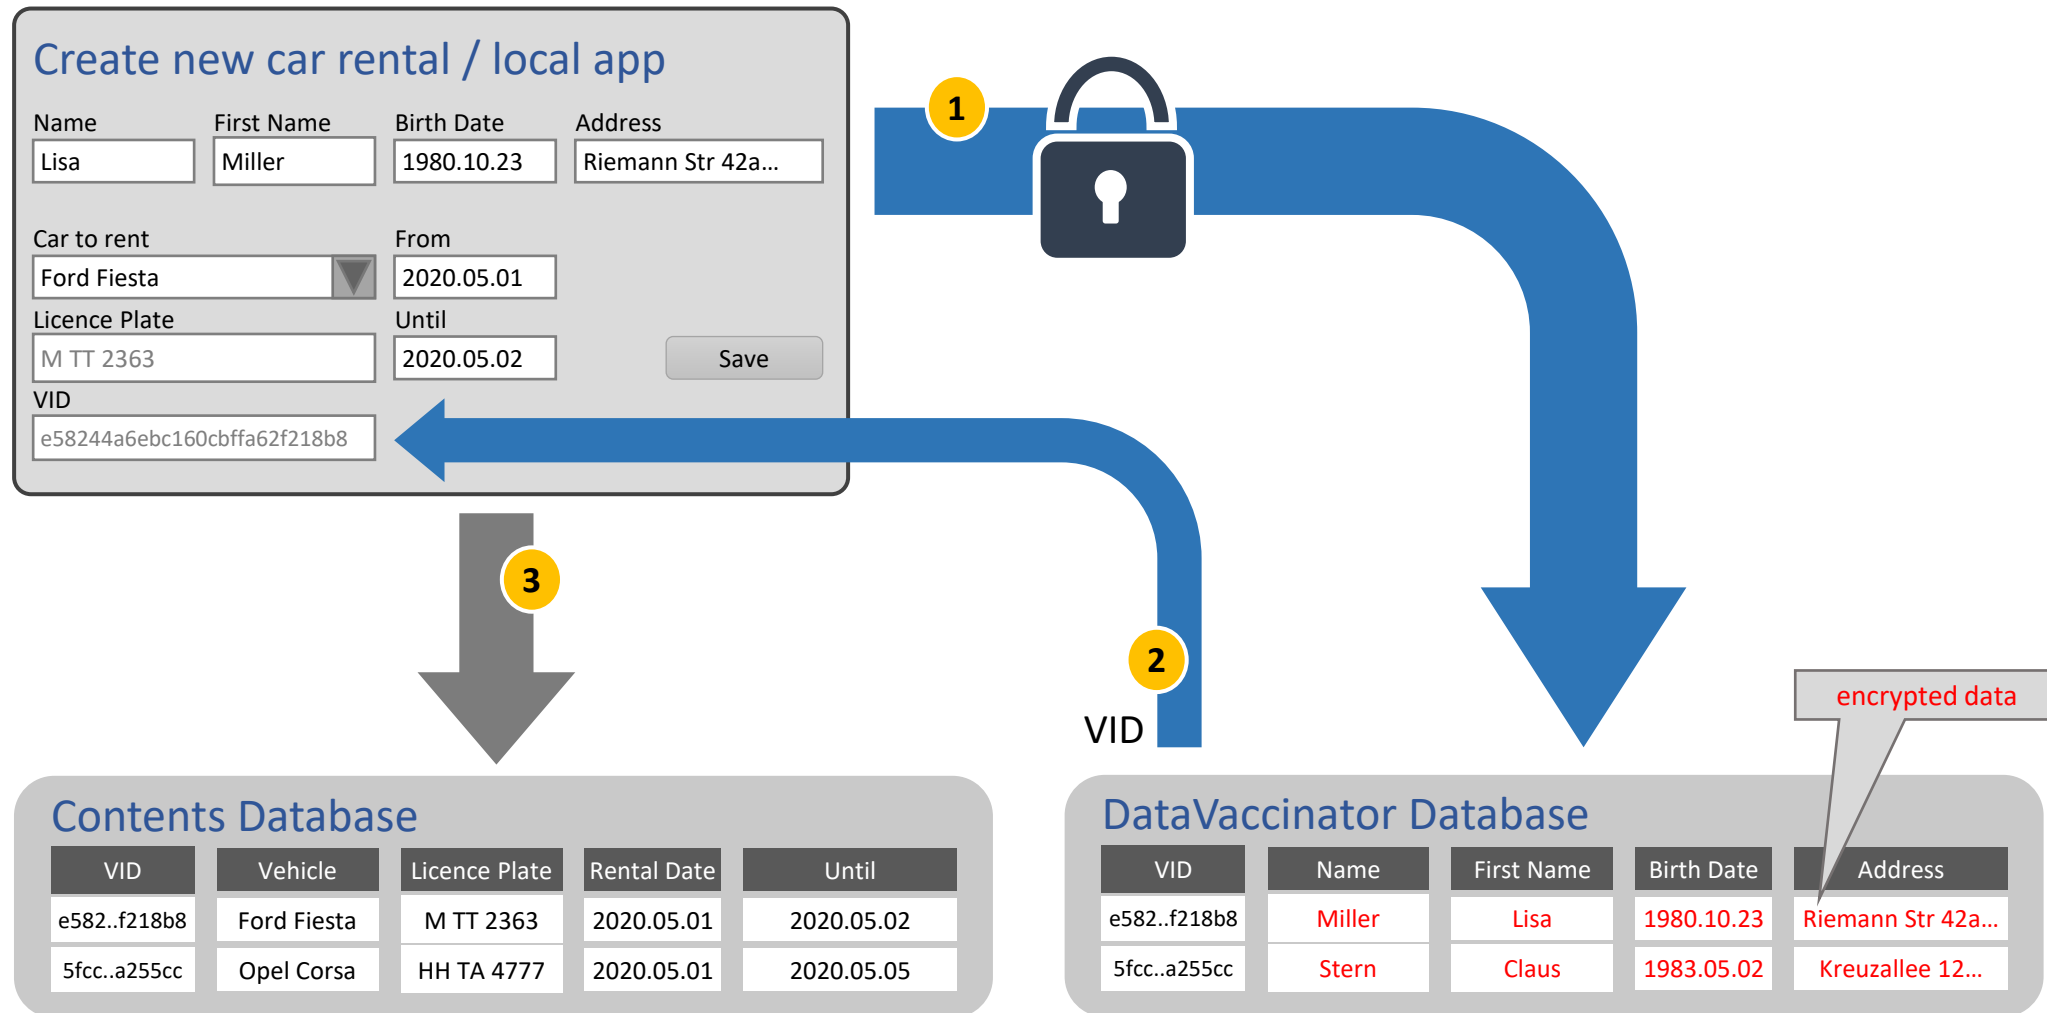 Create new car rental / local app
Name First Name Birth Date Address
Lisa Miller 1980.10.23 Riemann Str 42a...
Car to rent From
Ford Fiesta 2020.05.01
Licence Plate Until
M TT 2363 2020.05.02 Save
VID
e58244a6ebc160cbffa62f218b8
1
2
VID
3
encrypted data
Contents Database
VID Vehicle Licence Plate Rental Date Until
e582..f218b8 Ford Fiesta M TT 2363 2020.05.01 2020.05.02
5fcc..a255cc Opel Corsa HH TA 4777 2020.05.01 2020.05.05
DataVaccinator Database
VID Name First Name Birth Date Address
e582..f218b8 Miller Lisa 1980.10.23 Riemann Str 42a...
5fcc..a255cc Stern Claus 1983.05.02 Kreuzallee 12...